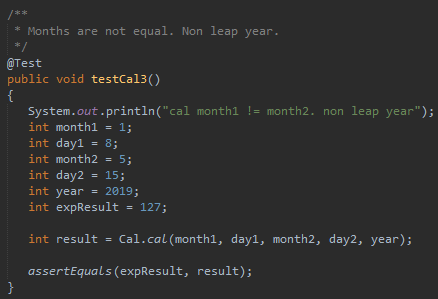 /**
 * Months are not equal. Non leap year.
 */
@Test
public void testCal3()
{
   System.out.println("cal month1 != month2. non leap year");
   int month1 = 1;
   int day1 = 8;
   int month2 = 5;
   int day2 = 15;
   int year = 2019;
   int expResult = 127;

   int result = Cal.cal(month1, day1, month2, day2, year);

   assertEquals(expResult, result);
}